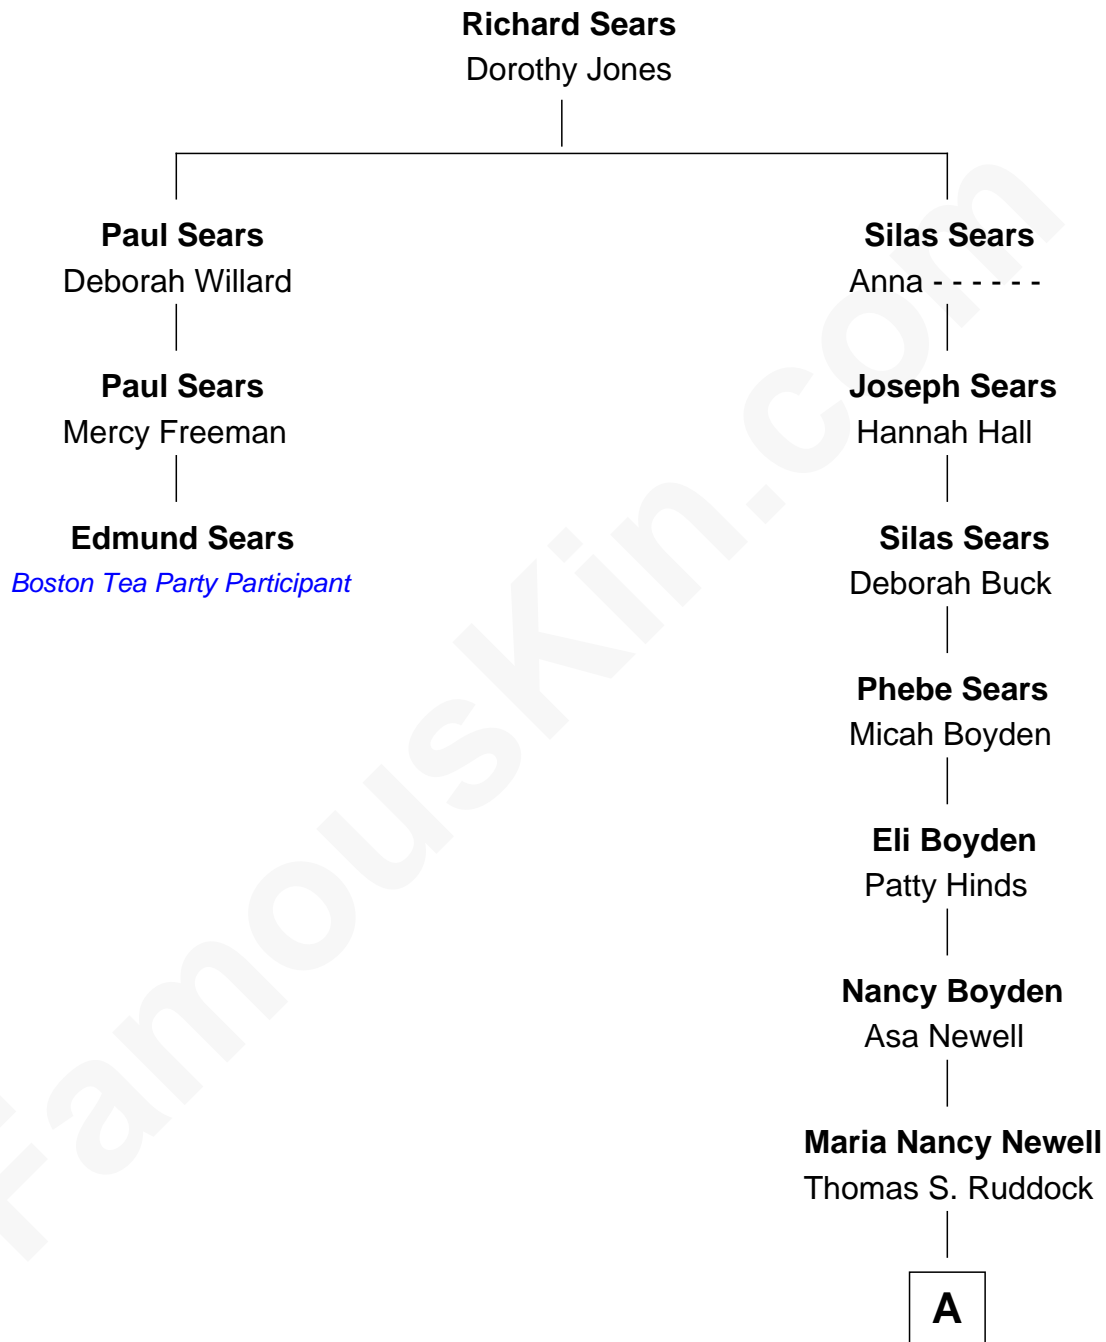 Richard Sears
Dorothy Jones
Paul Sears
Deborah Willard
Silas Sears
Anna - - - - - -
Paul Sears
Mercy Freeman
Joseph Sears
Hannah Hall
Edmund Sears
Boston Tea Party Participant
Silas Sears
Deborah Buck
Phebe Sears
Micah Boyden
Eli Boyden
Patty Hinds
Nancy Boyden
Asa Newell
Maria Nancy Newell
Thomas S. Ruddock
A
FamousKin.com